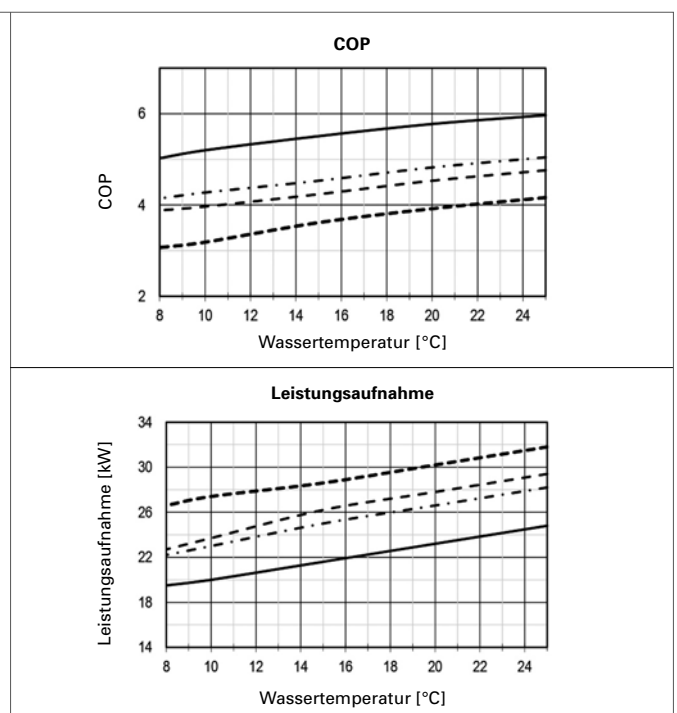 COP
6
4
2
COP
8 10 12 14 16 18 20 22 24
Wassertemperatur [°C]
Leistungsaufnahme
34
30
26
22
18
14
Leistungsaufnahme [kW]
8 10 12 14 16 18 20 22 24
Wassertemperatur [°C]